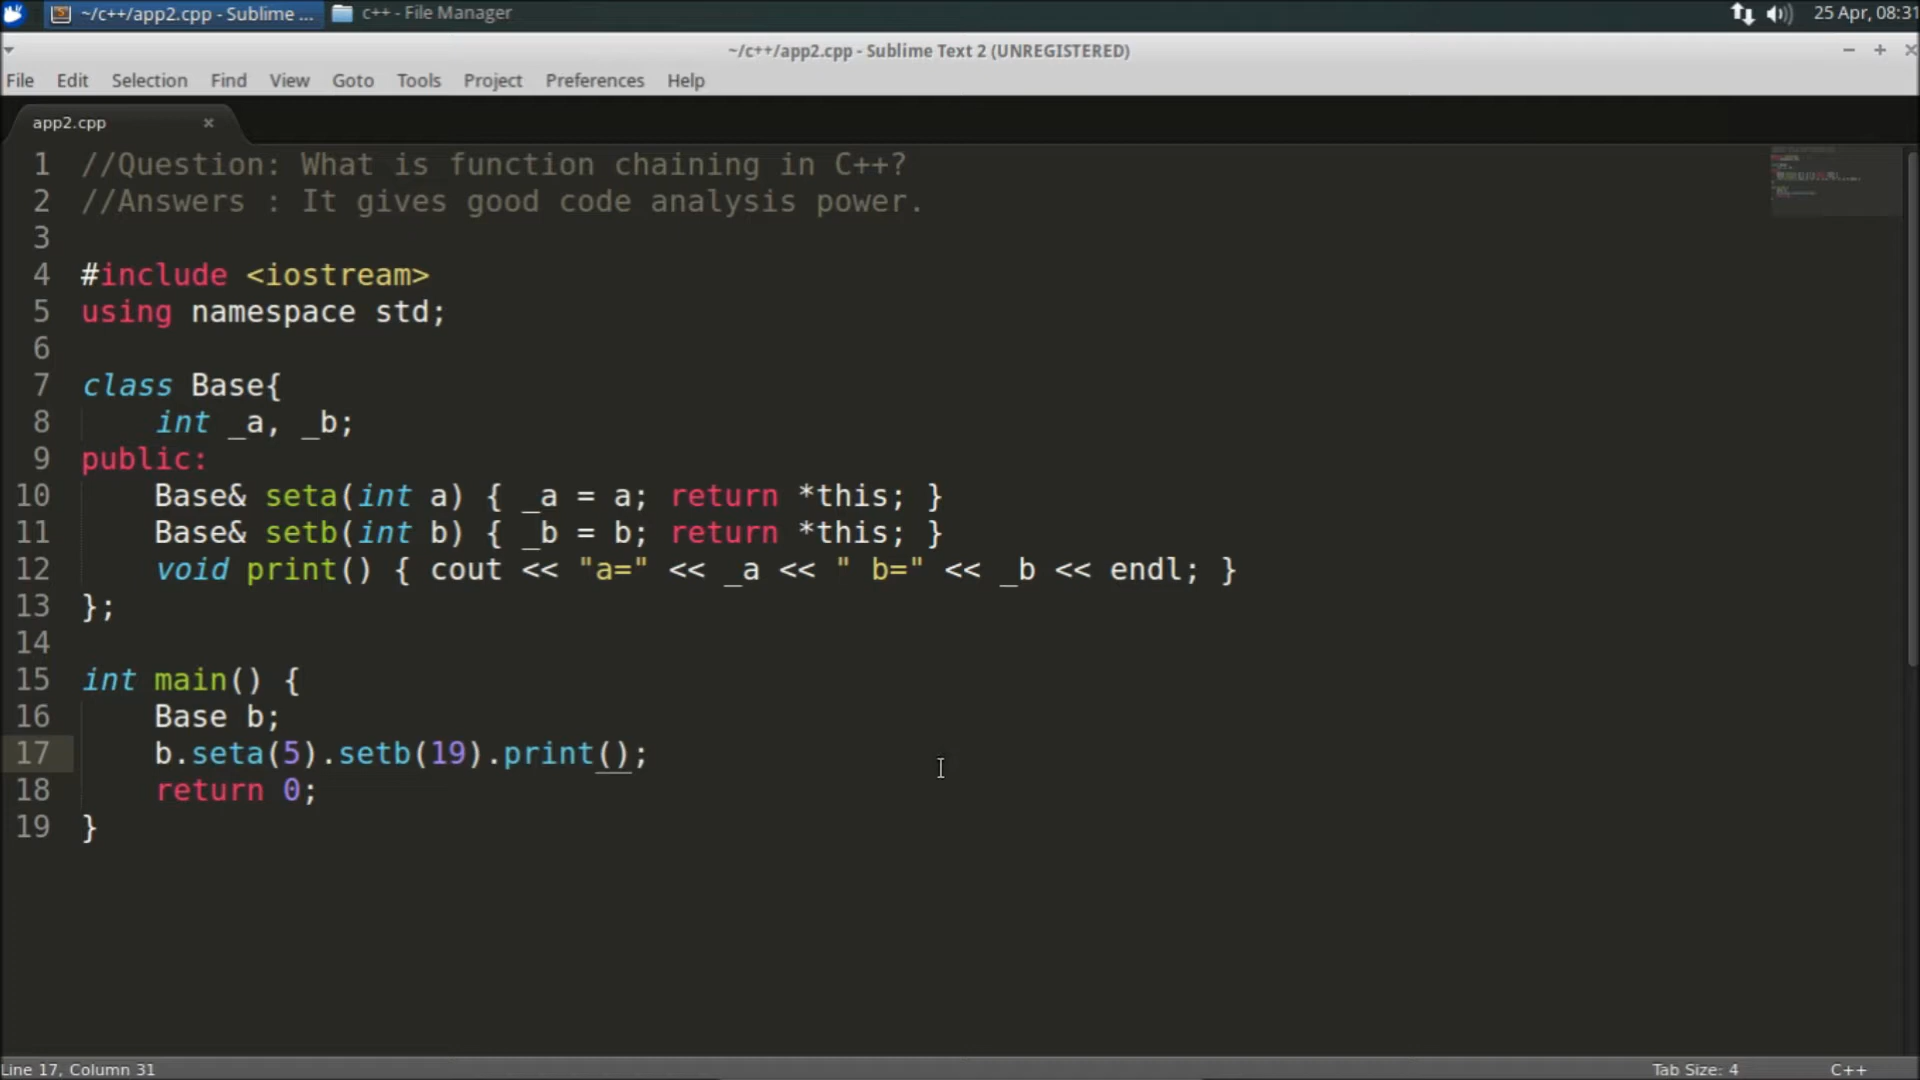 ~/c++/app2.cpp - Sublime ...
c++ - File Manager
25 Apr, 08:31
~/c++/app2.cpp - Sublime Text 2 (UNREGISTERED)
File Edit Selection Find View Goto Tools Project Preferences Help
app2.cpp ×
1 //Question: What is function chaining in C++?
2 //Answers : It gives good code analysis power.
3
4 #include <iostream>
5 using namespace std;
6
7 class Base{
8     int _a, _b;
9 public:
10     Base& seta(int a) { _a = a; return *this; }
11     Base& setb(int b) { _b = b; return *this; }
12     void print() { cout << "a=" << _a << " b=" << _b << endl; }
13 };
14
15 int main() {
16     Base b;
17     b.seta(5).setb(19).print();
18     return 0;
19 }
Line 17, Column 31
Tab Size: 4
C++